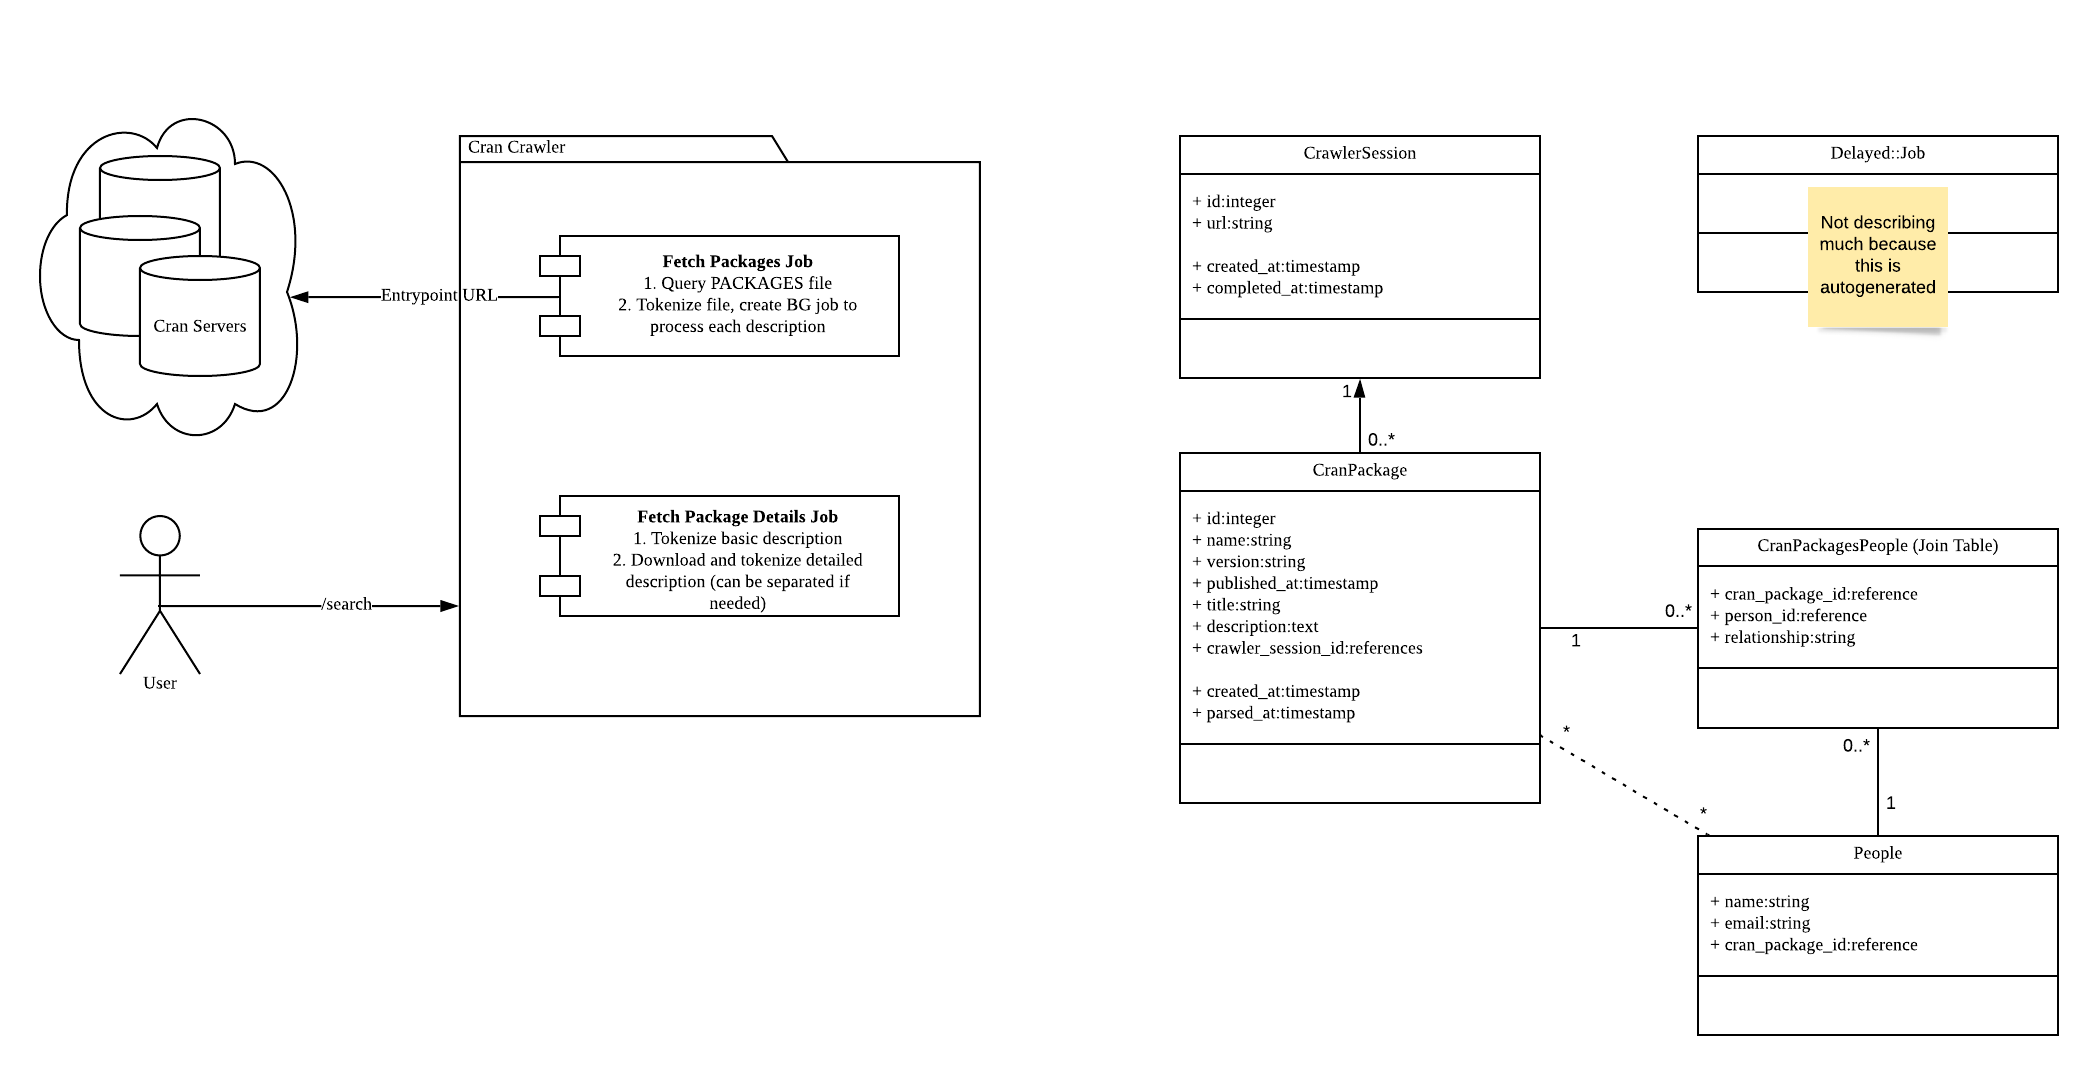 Cran Servers
User
Entrypoint URL
/search
Cran Crawler
Fetch Packages Job
1. Query PACKAGES file
2. Tokenize file, create BG job to
process each description
Fetch Package Details Job
1. Tokenize basic description
2. Download and tokenize detailed
description (can be separated if
needed)
CrawlerSession
+ id:integer
+ url:string
+ created_at:timestamp
+ completed_at:timestamp
1
0..*
CranPackage
+ id:integer
+ name:string
+ version:string
+ published_at:timestamp
+ title:string
+ description:text
+ crawler_session_id:references
+ created_at:timestamp
+ parsed_at:timestamp
Delayed::Job
Not describing
much because
this is
autogenerated
0..*
1
CranPackagesPeople (Join Table)
+ cran_package_id:reference
+ person_id:reference
+ relationship:string
*
*
0..*
1
People
+ name:string
+ email:string
+ cran_package_id:reference